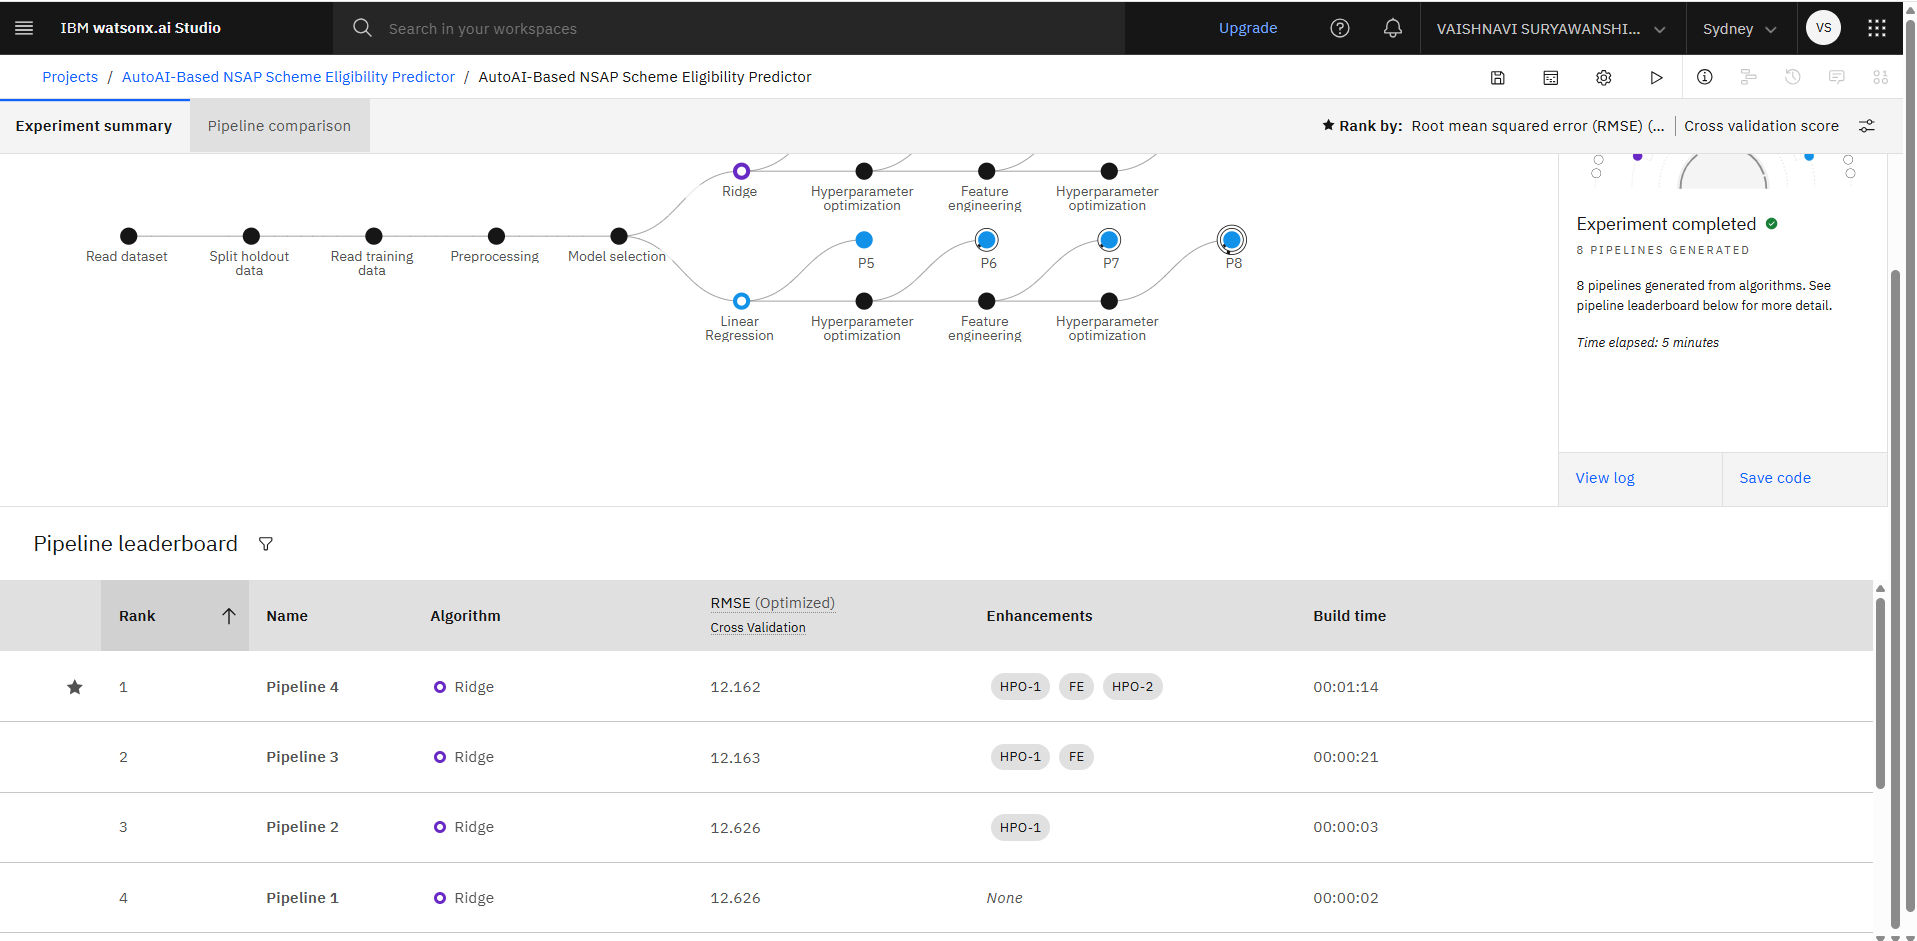 IBM watsonx.ai Studio
Search in your workspaces
Upgrade
VAISHNAVI SURYAWANSHI...
Sydney
VS
Projects / AutoAI-Based NSAP Scheme Eligibility Predictor / AutoAI-Based NSAP Scheme Eligibility Predictor
Experiment summary
Pipeline comparison
Rank by: Root mean squared error (RMSE) (... Cross validation score
Ridge
Hyperparameter
optimization
Feature
engineering
Hyperparameter
optimization
Read dataset
Split holdout
data
Read training
data
Preprocessing
Model selection
P5
P6
P7
P8
Linear
Regression
Hyperparameter
optimization
Feature
engineering
Hyperparameter
optimization
Experiment completed
8 PIPELINES GENERATED
8 pipelines generated from algorithms. See
pipeline leaderboard below for more detail.
Time elapsed: 5 minutes
View log
Save code
Pipeline leaderboard
Rank
Name
Algorithm
RMSE (Optimized)
Cross Validation
Enhancements
Build time
1 Pipeline 4 Ridge 12.162 HPO-1 FE HPO-2 00:01:14
2 Pipeline 3 Ridge 12.163 HPO-1 FE 00:00:21
3 Pipeline 2 Ridge 12.626 HPO-1 00:00:03
4 Pipeline 1 Ridge 12.626 None 00:00:02